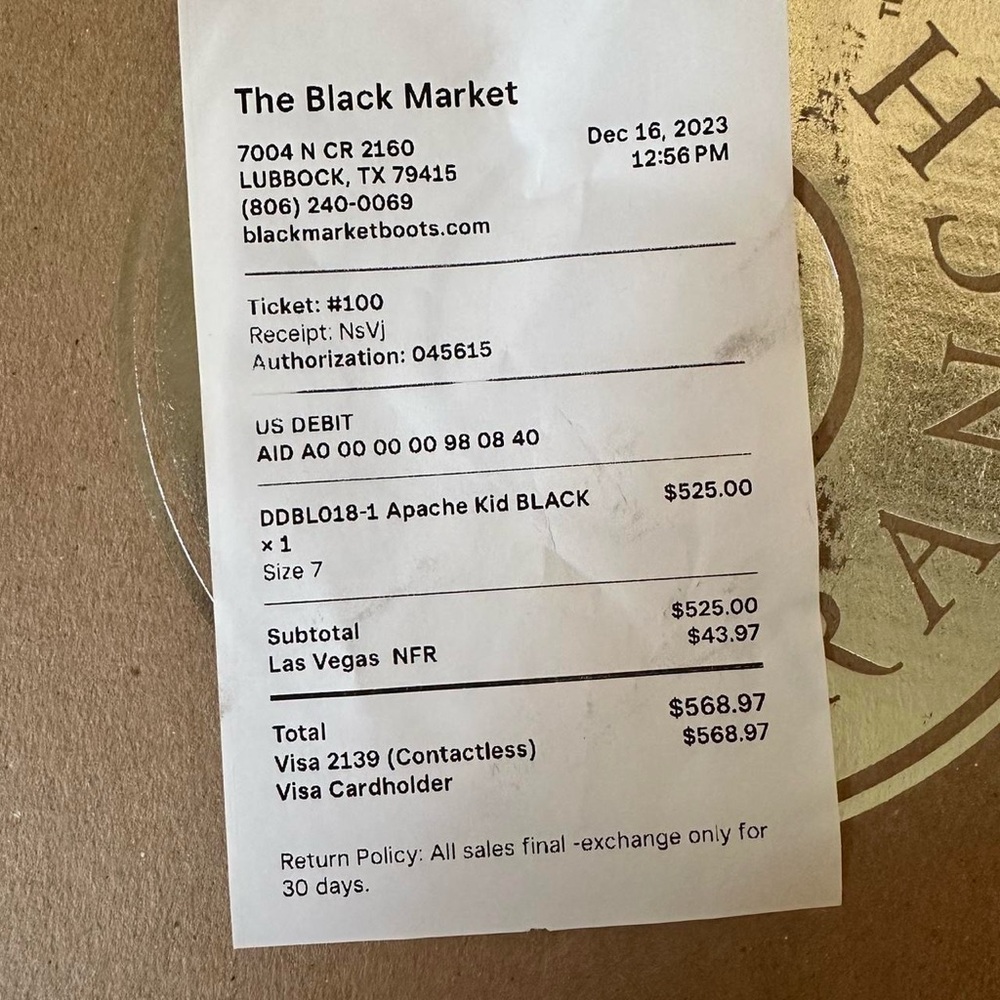 The Black Market
7004 N CR 2160
LUBBOCK, TX 79415
(806) 240-0069
blackmarketboots.com
Dec 16, 2023
12:56 PM
Ticket: #100
Receipt: NsVj
Authorization: 045615
US DEBIT
AID A0 00 00 00 98 08 40
DDBL018-1 Apache Kid BLACK $525.00
× 1
Size 7
Subtotal $525.00
Las Vegas NFR $43.97
Total $568.97
Visa 2139 (Contactless) $568.97
Visa Cardholder
Return Policy: All sales final -exchange only for
30 days.